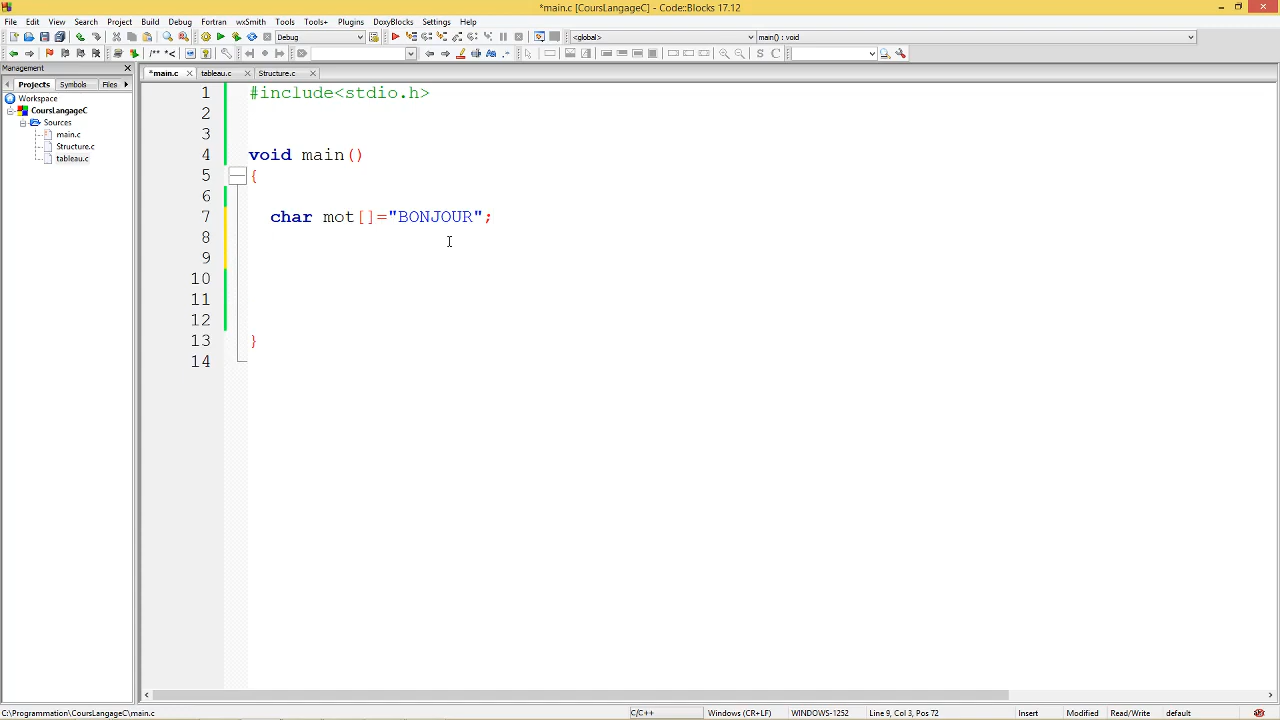 *main.c [CoursLangageC] - Code::Blocks 17.12
File Edit View Search Project Build Debug Fortran wxSmith Tools Tools+ Plugins DoxyBlocks Settings Help
Debug <global> main() : void
/** *<
Management
Projects Symbols Files
Workspace
CoursLangageC
Sources
main.c
Structure.c
tableau.c
*main.c tableau.c Structure.c
1 #include<stdio.h>
2
3
4 void main()
5 {
6
7 char mot[]="BONJOUR";
8
9
10
11
12
13 }
14
C:\Programmation\CoursLangageC\main.c C/C++ Windows (CR+LF) WINDOWS-1252 Line 9, Col 3, Pos 72 Insert Modified Read/Write default